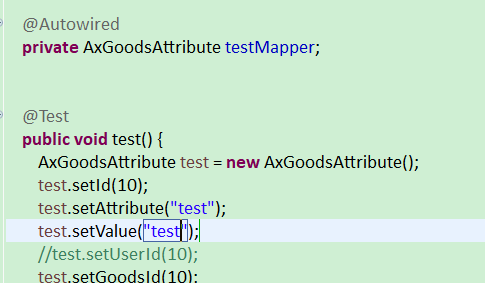 @Autowired
private AxGoodsAttribute testMapper;
@Test
public void test() {
AxGoodsAttribute test = new AxGoodsAttribute();
test.setId(10);
test.setAttribute("test");
test.setValue("test");
//test.setUserId(10);
test.setGoodsId(10);